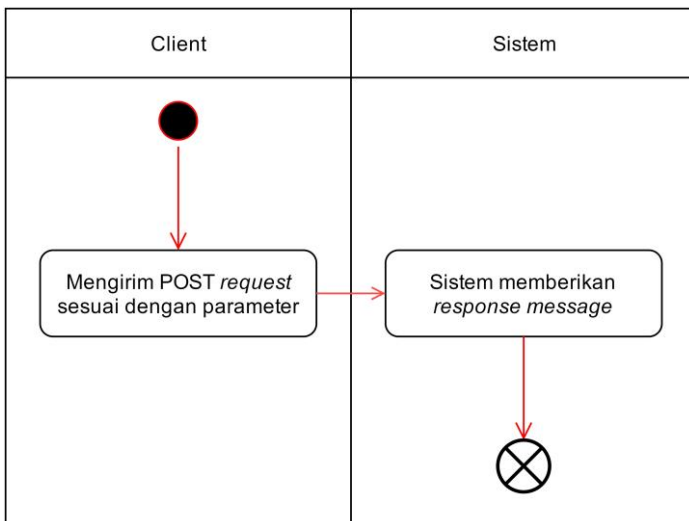 Client
Sistem
Mengirim POST request
sesuai dengan parameter
Sistem memberikan
response message